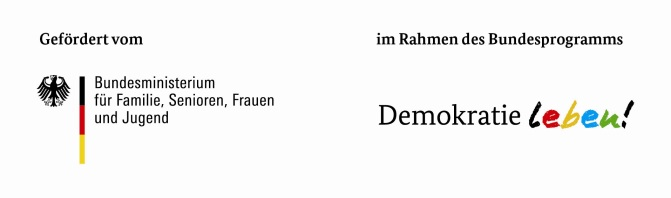 Gefördert vom
im Rahmen des Bundesprogramms
Bundesministerium
für Familie, Senioren, Frauen
und Jugend
Demokratie leben!